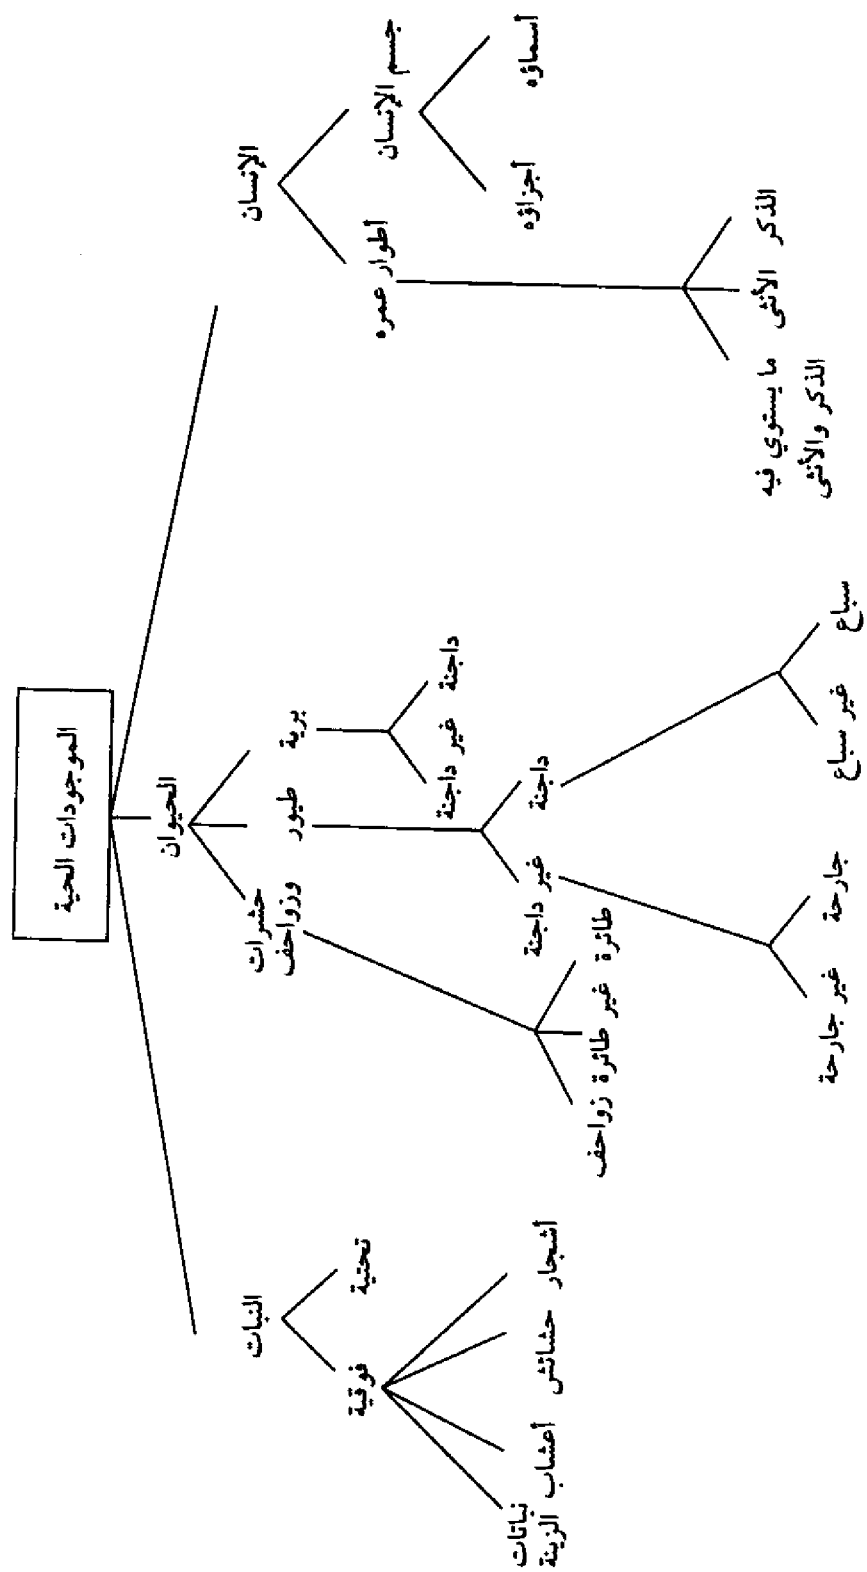 الموجودات الحية
الإنسان
الحيوان
النبات
جسم الإنسان
أطوار عمره
برية
طيور
حشرات
وزواحف
تحتية
فوقية
أسماؤه
أجزاؤه
داجنة
غير داجنة
داجنة
غير
داجنة
طائرة
غير طائرة
زواحف
أشجار
حشائش
أعشاب
نباتات
الزينة
الذكر
الأنثى
ما يستوي فيه
الذكر والأنثى
سباع
غير سباع
جارحة
غير جارحة